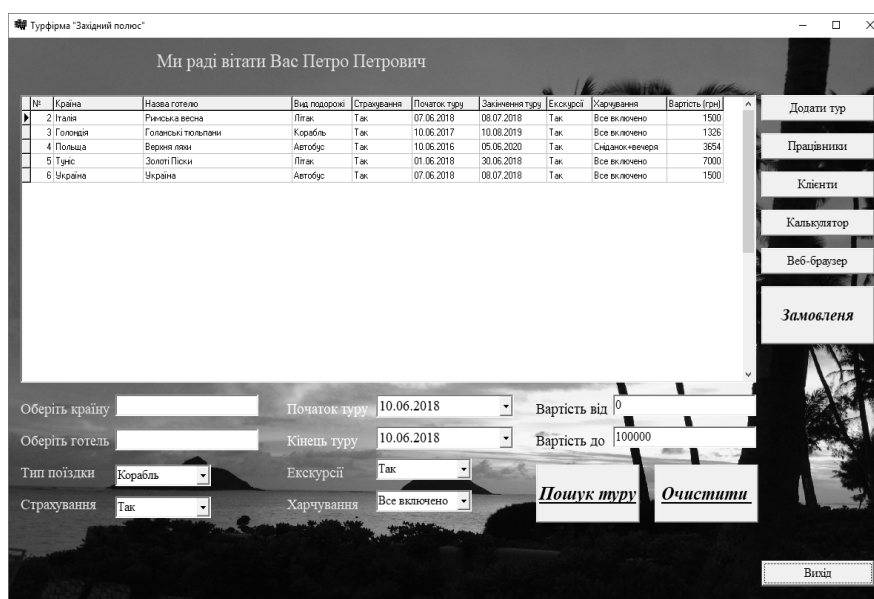 Турфірма "Західний полюс"
Ми раді вітати Вас Петро Петрович
№ Країна Назва готелю Вид подорожі Страхування Початок туру Закінчення туру Екскурсії Харчування Вартість (грн)
2 Італія Римська весна Літак Так 07.06.2018 08.07.2018 Так Все включено 1500
3 Голондія Голанські тюльпани Корабль Так 10.06.2017 10.08.2019 Так Все включено 1326
4 Польща Верхня ляхи Автобус Так 10.06.2016 05.06.2020 Так Сніданок+вечеря 3654
5 Туніс Золоті Піски Літак Так 01.06.2018 30.06.2018 Так Все включено 7000
6 Україна Україна Автобус Так 07.06.2018 08.07.2018 Так Все включено 1500
Додати тур
Працівники
Клієнти
Калькулятор
Веб-браузер
Замовленя
Оберіть країну Початок туру 10.06.2018 Вартість від 0
Оберіть готель Кінець туру 10.06.2018 Вартість до 100000
Тип поїздки Корабль Екскурсії Так
Страхування Так Харчування Все включено
Пошук туру Очистити
Вихід